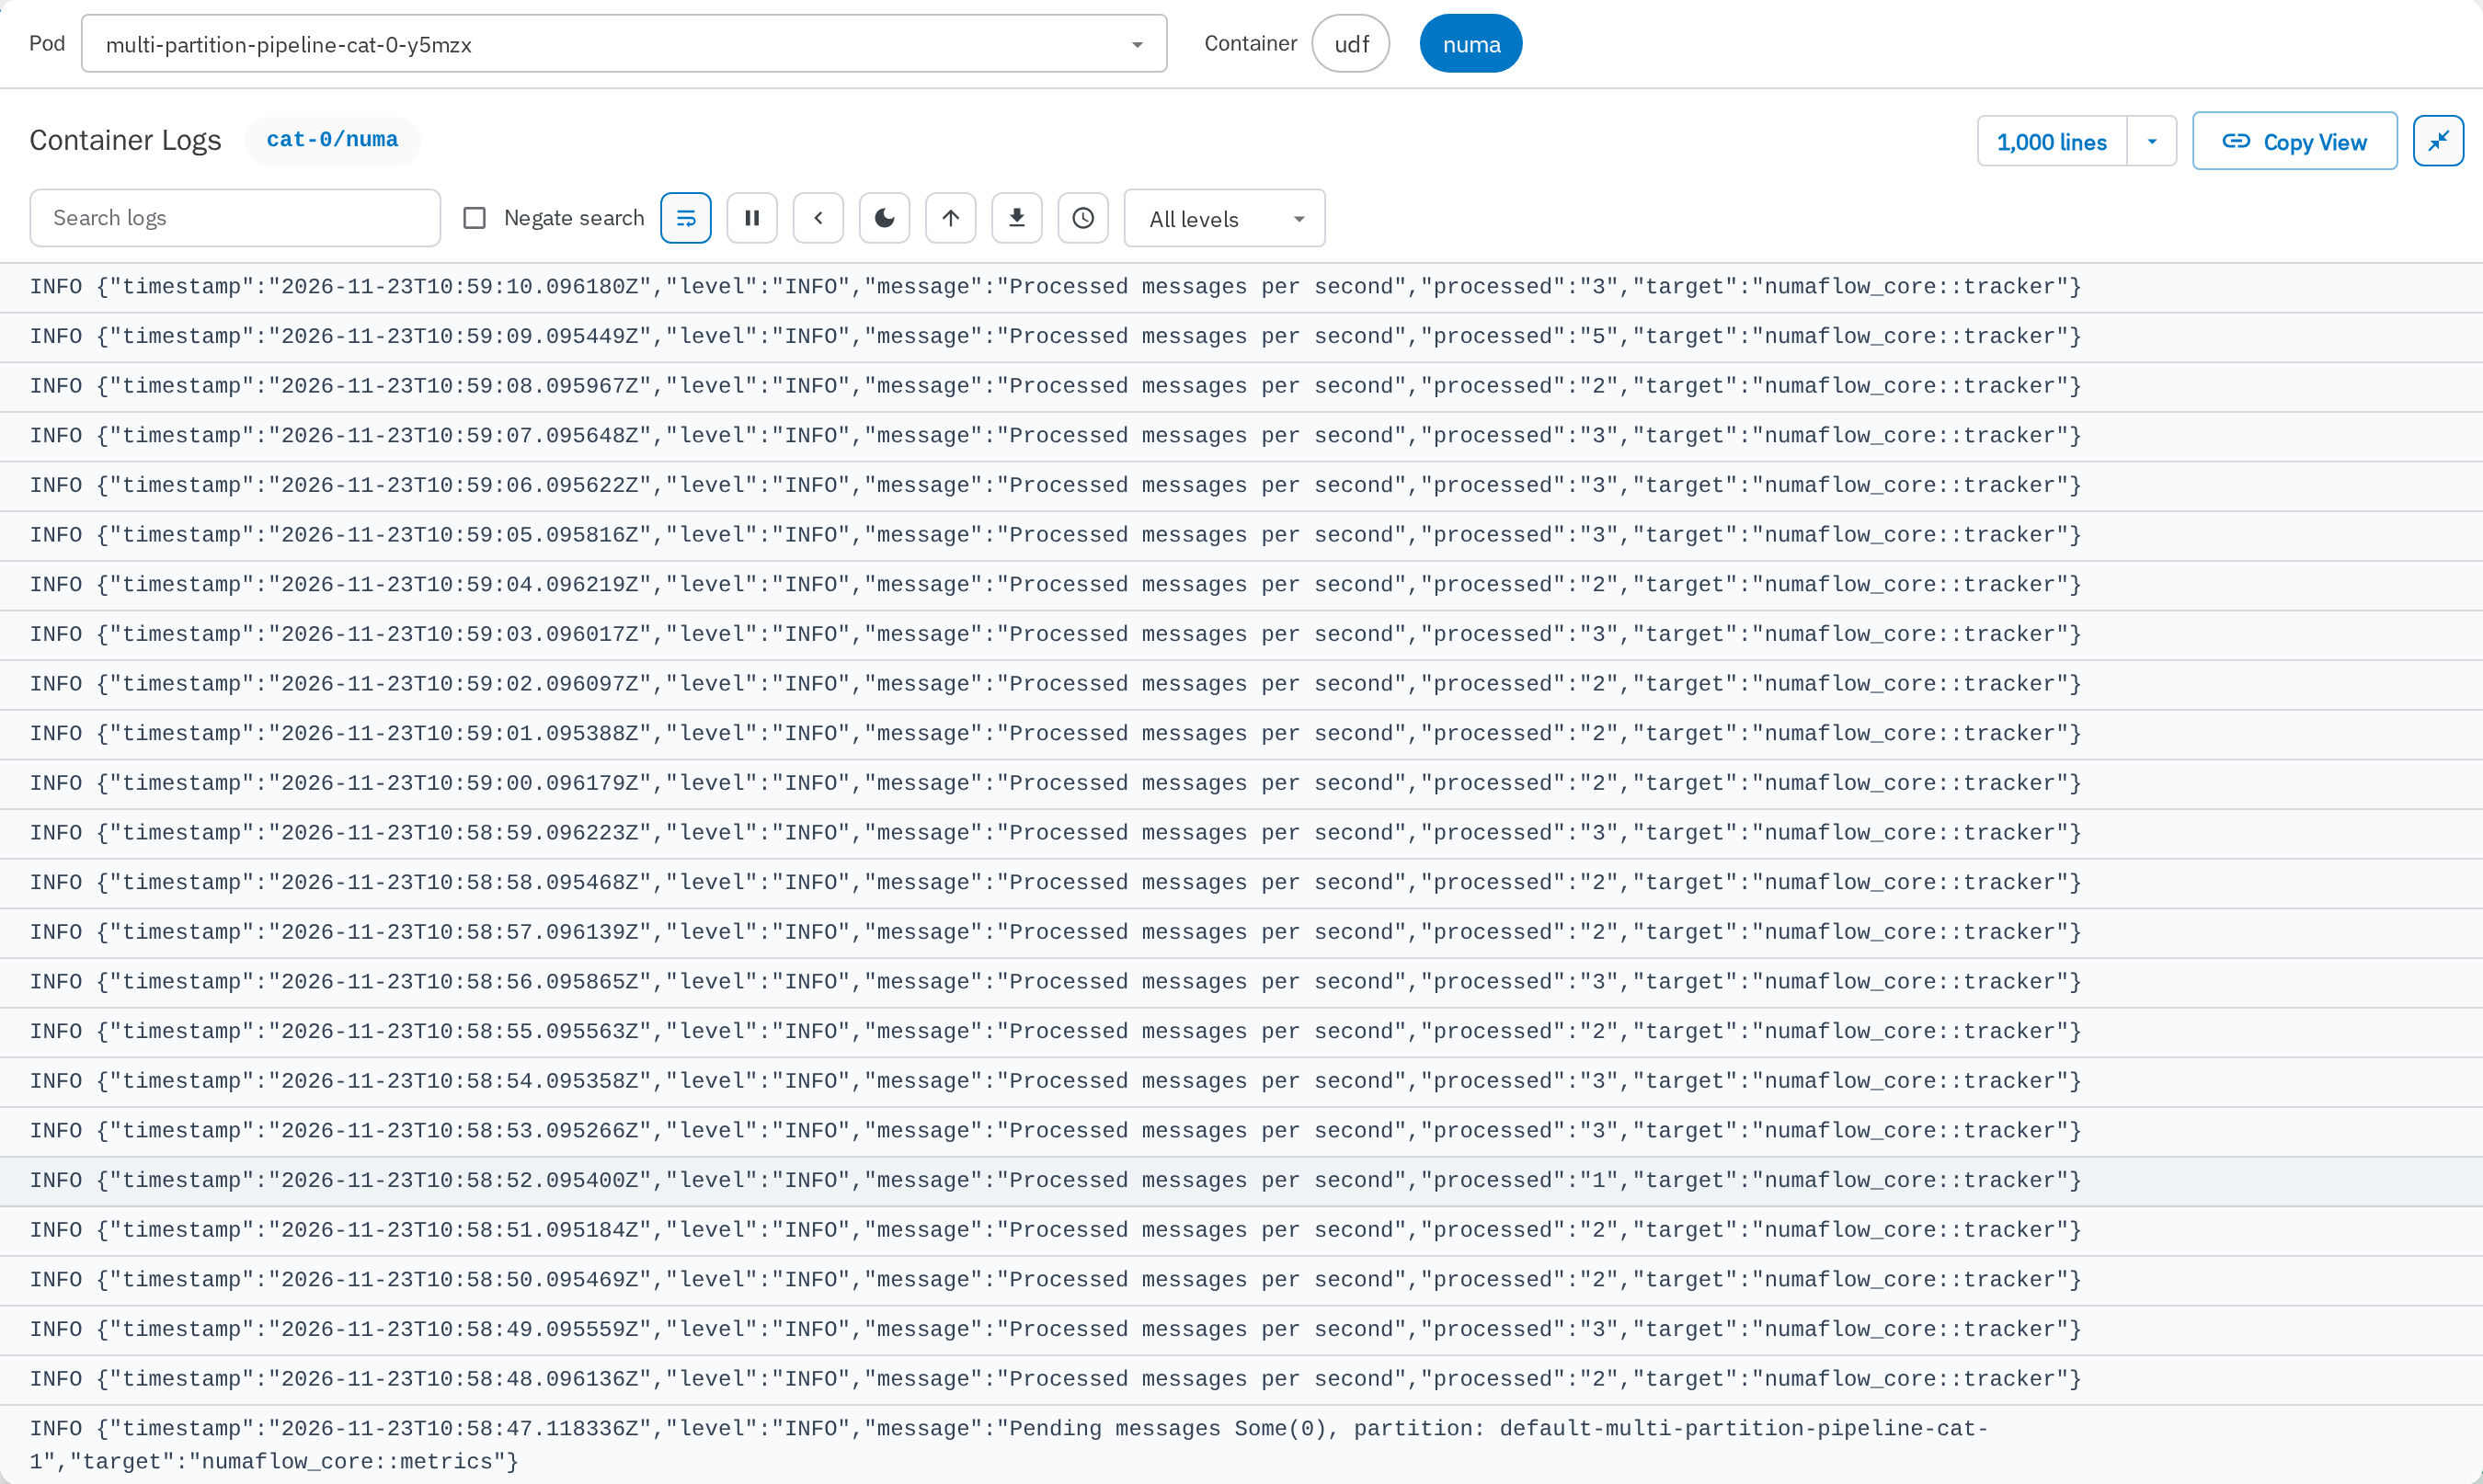 Pod multi-partition-pipeline-cat-0-y5mzx Container udf numa
Container Logs cat-0/numa 1,000 lines Copy View
Search logs Negate search All levels
INFO {"timestamp":"2026-11-23T10:59:10.096180Z","level":"INFO","message":"Processed messages per second","processed":"3","target":"numaflow_core::tracker"}
INFO {"timestamp":"2026-11-23T10:59:09.095449Z","level":"INFO","message":"Processed messages per second","processed":"5","target":"numaflow_core::tracker"}
INFO {"timestamp":"2026-11-23T10:59:08.095967Z","level":"INFO","message":"Processed messages per second","processed":"2","target":"numaflow_core::tracker"}
INFO {"timestamp":"2026-11-23T10:59:07.095648Z","level":"INFO","message":"Processed messages per second","processed":"3","target":"numaflow_core::tracker"}
INFO {"timestamp":"2026-11-23T10:59:06.095622Z","level":"INFO","message":"Processed messages per second","processed":"3","target":"numaflow_core::tracker"}
INFO {"timestamp":"2026-11-23T10:59:05.095816Z","level":"INFO","message":"Processed messages per second","processed":"3","target":"numaflow_core::tracker"}
INFO {"timestamp":"2026-11-23T10:59:04.096219Z","level":"INFO","message":"Processed messages per second","processed":"2","target":"numaflow_core::tracker"}
INFO {"timestamp":"2026-11-23T10:59:03.096017Z","level":"INFO","message":"Processed messages per second","processed":"3","target":"numaflow_core::tracker"}
INFO {"timestamp":"2026-11-23T10:59:02.096097Z","level":"INFO","message":"Processed messages per second","processed":"2","target":"numaflow_core::tracker"}
INFO {"timestamp":"2026-11-23T10:59:01.095388Z","level":"INFO","message":"Processed messages per second","processed":"2","target":"numaflow_core::tracker"}
INFO {"timestamp":"2026-11-23T10:59:00.096179Z","level":"INFO","message":"Processed messages per second","processed":"2","target":"numaflow_core::tracker"}
INFO {"timestamp":"2026-11-23T10:58:59.096223Z","level":"INFO","message":"Processed messages per second","processed":"3","target":"numaflow_core::tracker"}
INFO {"timestamp":"2026-11-23T10:58:58.095468Z","level":"INFO","message":"Processed messages per second","processed":"2","target":"numaflow_core::tracker"}
INFO {"timestamp":"2026-11-23T10:58:57.096139Z","level":"INFO","message":"Processed messages per second","processed":"2","target":"numaflow_core::tracker"}
INFO {"timestamp":"2026-11-23T10:58:56.095865Z","level":"INFO","message":"Processed messages per second","processed":"3","target":"numaflow_core::tracker"}
INFO {"timestamp":"2026-11-23T10:58:55.095563Z","level":"INFO","message":"Processed messages per second","processed":"2","target":"numaflow_core::tracker"}
INFO {"timestamp":"2026-11-23T10:58:54.095358Z","level":"INFO","message":"Processed messages per second","processed":"3","target":"numaflow_core::tracker"}
INFO {"timestamp":"2026-11-23T10:58:53.095266Z","level":"INFO","message":"Processed messages per second","processed":"3","target":"numaflow_core::tracker"}
INFO {"timestamp":"2026-11-23T10:58:52.095400Z","level":"INFO","message":"Processed messages per second","processed":"1","target":"numaflow_core::tracker"}
INFO {"timestamp":"2026-11-23T10:58:51.095184Z","level":"INFO","message":"Processed messages per second","processed":"2","target":"numaflow_core::tracker"}
INFO {"timestamp":"2026-11-23T10:58:50.095469Z","level":"INFO","message":"Processed messages per second","processed":"2","target":"numaflow_core::tracker"}
INFO {"timestamp":"2026-11-23T10:58:49.095559Z","level":"INFO","message":"Processed messages per second","processed":"3","target":"numaflow_core::tracker"}
INFO {"timestamp":"2026-11-23T10:58:48.096136Z","level":"INFO","message":"Processed messages per second","processed":"2","target":"numaflow_core::tracker"}
INFO {"timestamp":"2026-11-23T10:58:47.118336Z","level":"INFO","message":"Pending messages Some(0), partition: default-multi-partition-pipeline-cat-
1","target":"numaflow_core::metrics"}